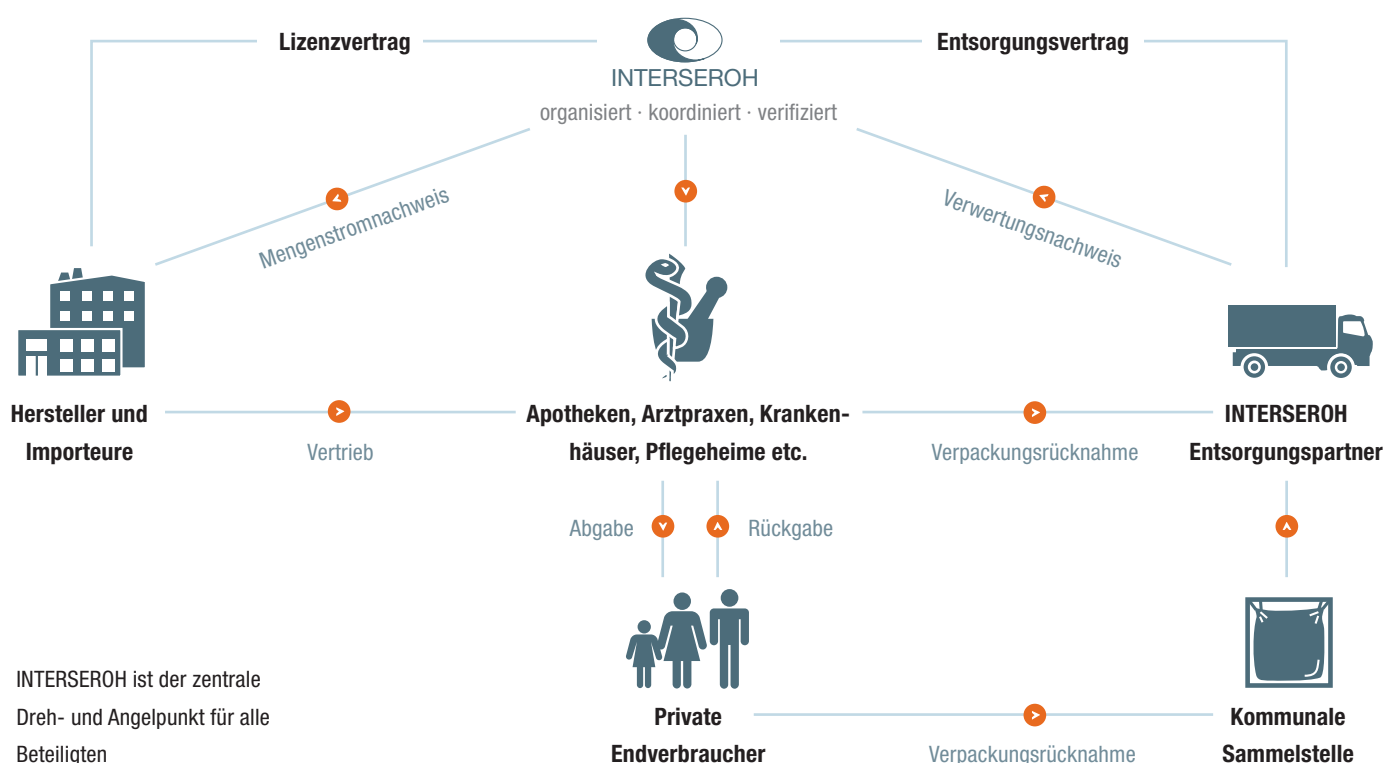 Lizenzvertrag
Entsorgungsvertrag
INTERSEROH
organisiert · koordiniert · verifiziert
Mengenstromnachweis
Verwertungsnachweis
Hersteller und
Importeure
Vertrieb
Apotheken, Arztpraxen, Kranken-
häuser, Pflegeheime etc.
Verpackungsrücknahme
INTERSEROH
Entsorgungspartner
Abgabe
Rückgabe
INTERSEROH ist der zentrale
Dreh- und Angelpunkt für alle
Beteiligten
Private
Endverbraucher
Verpackungsrücknahme
Kommunale
Sammelstelle